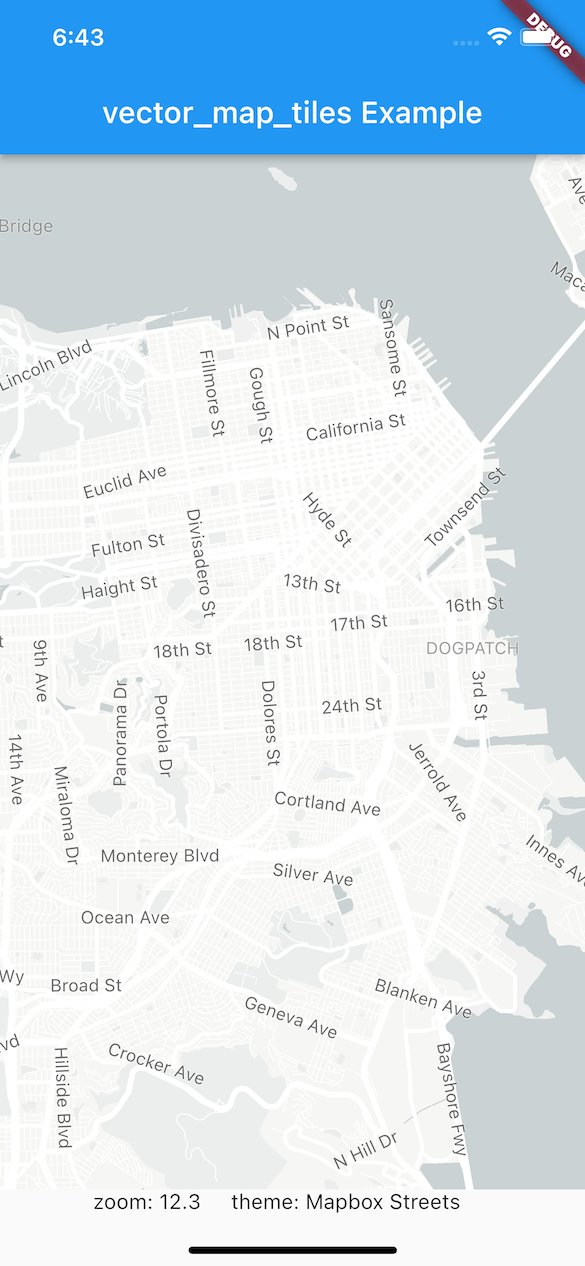 6:43
DEBUG
vector_map_tiles Example
Ave
Bridge
Maca
Sansome St
N Point St
Lincoln Blvd
Fillmore St
Gough St
California St
Euclid Ave
Hyde St
Townsend St
Divisadero St
Fulton St
Haight St
13th St
16th St
17th St
18th St
18th St
t
DOGPATCH
9th Ave
Panorama Dr
Portola Dr
Dolores St
24th St
3rd St
14th Ave
Miraloma Dr
Jerrold Ave
Cortland Ave
Monterey Blvd
Silver Ave
Innes Av
Ocean Ave
Wy
Broad St
Blanken Ave
Geneva Ave
vd
Hillside Blvd
Crocker Ave
Bayshore Fwy
N Hill Dr
zoom: 12.3 theme: Mapbox Streets